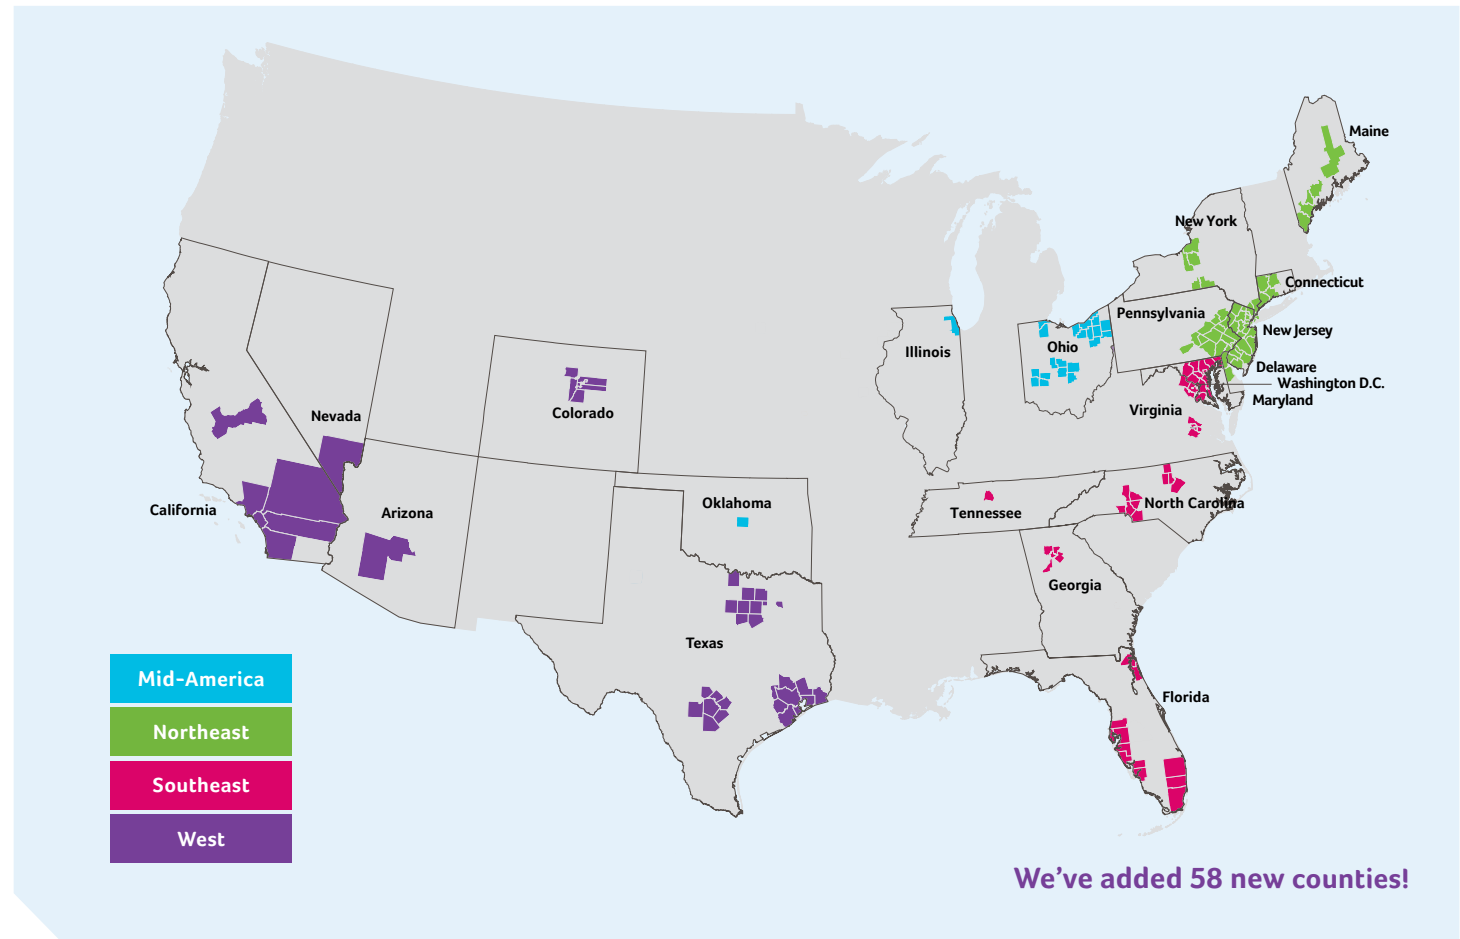 Maine
New York
Connecticut
Pennsylvania
New Jersey
Illinois
Ohio
Delaware
Washington D.C.
Maryland
Virginia
Colorado
Nevada
California
Arizona
Oklahoma
Tennessee
North Carolina
Georgia
Texas
Florida
Mid-America
Northeast
Southeast
West
We’ve added 58 new counties!